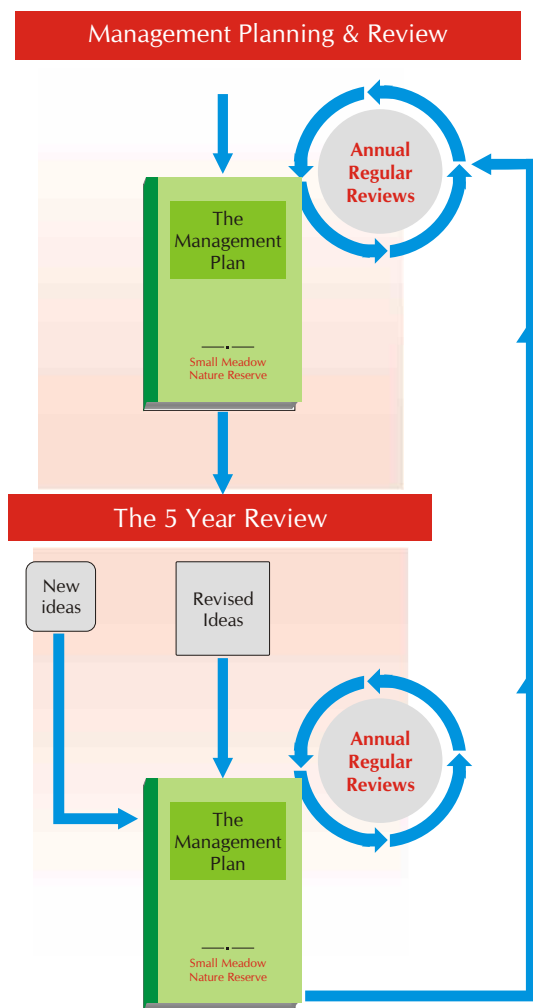 Management Planning & Review
Annual
Regular
Reviews
The
Management
Plan
Small Meadow
Nature Reserve
The 5 Year Review
New
ideas
Revised
Ideas
Annual
Regular
Reviews
The
Management
Plan
Small Meadow
Nature Reserve